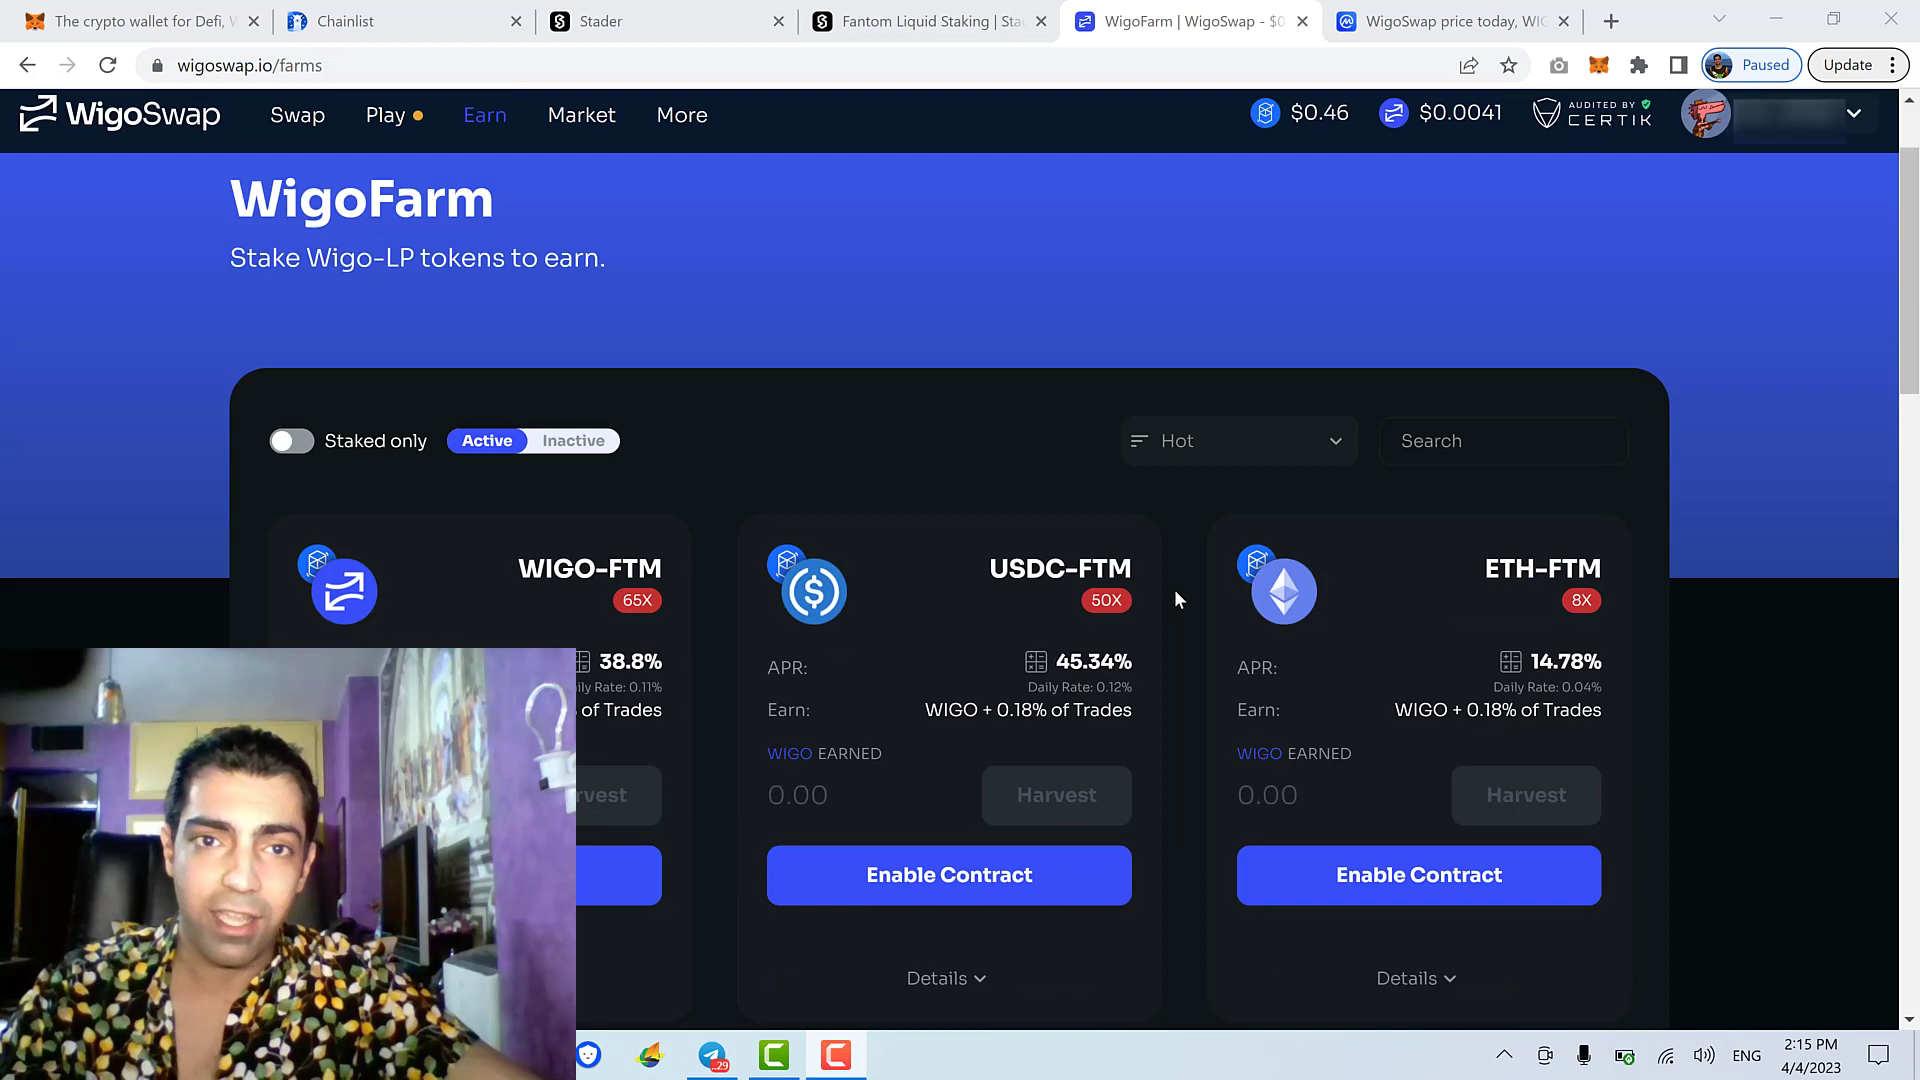 The crypto wallet for Defi, W
Chainlist
Stader
Fantom Liquid Staking | Sta
WigoFarm | WigoSwap - $0
WigoSwap price today, WIG
wigoswap.io/farms
Paused
Update
WigoSwap
Swap
Play
Earn
Market
More
$0.46
$0.0041
AUDITED BY
CERTIK
WigoFarm
Stake Wigo-LP tokens to earn.
Staked only
Active
Inactive
Hot
Search
WIGO-FTM
65X
38.8%
ily Rate: 0.11%
of Trades
rvest
USDC-FTM
50X
APR:
45.34%
Daily Rate: 0.12%
Earn:
WIGO + 0.18% of Trades
WIGO EARNED
0.00
Harvest
Enable Contract
Details
ETH-FTM
8X
APR:
14.78%
Daily Rate: 0.04%
Earn:
WIGO + 0.18% of Trades
WIGO EARNED
0.00
Harvest
Enable Contract
Details
..29
ENG
2:15 PM
4/4/2023